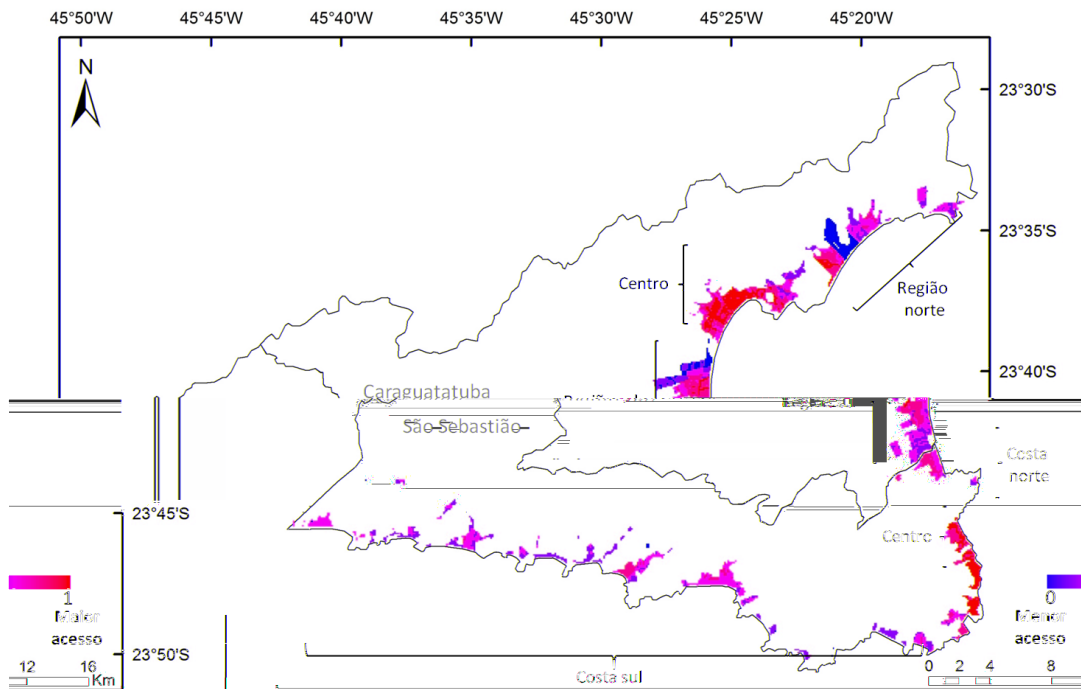 45°50'W 45°45'W 45°40'W 45°35'W 45°30'W 45°25'W 45°20'W
N
23°30'S
23°35'S
Centro
Região
norte
23°40'S
Caraguatatuba
São Sebastião
Costa
norte
23°45'S
Centro
1
0
Maior
acesso
Menor
acesso
23°50'S
12 16
Km
0 2 4 8
Costa sul